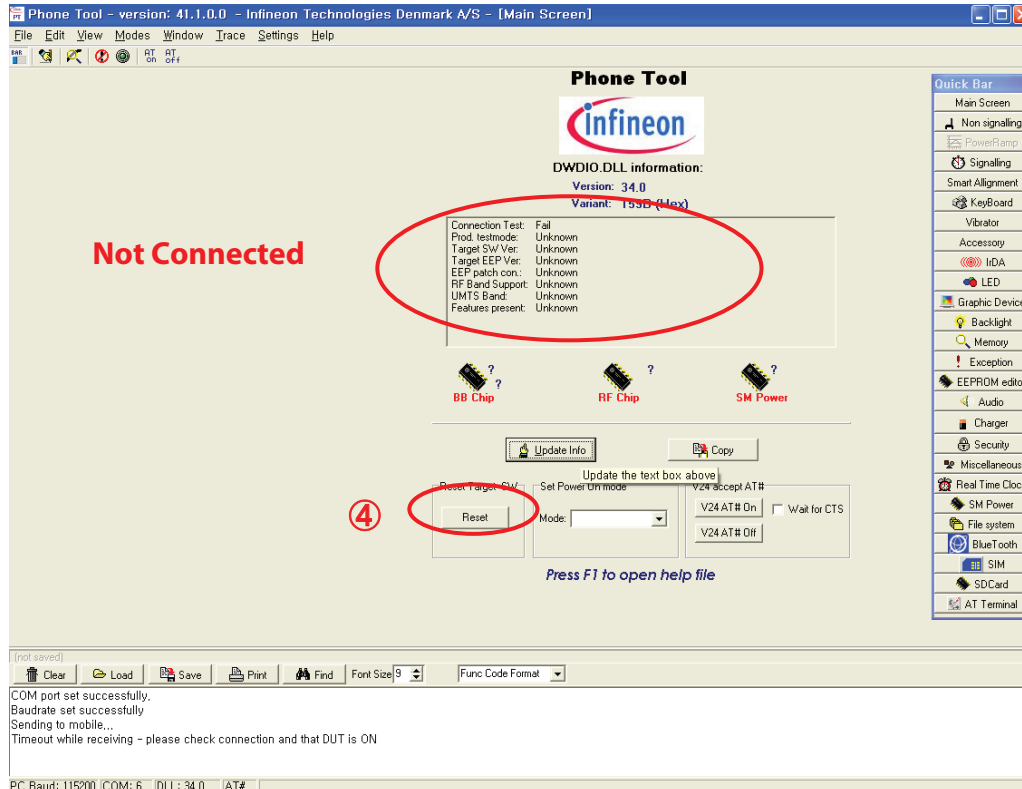 Phone Tool - version: 41.1.0.0 - Infineon Technologies Denmark A/S - [Main Screen]
File Edit View Modes Window Trace Settings Help
BAR AT on AT off
Phone Tool
infineon
DWDIO.DLL information:
Version: 34.0
Variant: 159B (Hex)
Not Connected
Connection Test: Fail
Prod. testmode: Unknown
Target SW Ver: Unknown
Target EEP Ver: Unknown
EEP patch con.: Unknown
RF Band Support: Unknown
UMTS Band: Unknown
Features present: Unknown
? ? ? ?
BB Chip RF Chip SM Power
Update Info Copy
Update the text box above
Reset Target SW Set Power On mode V24 accept AT#
④ Reset Mode: V24 AT# On Wait for CTS
V24 AT# Off
Press F1 to open help file
Quick Bar
Main Screen
Non signalling
PowerRamp
Signalling
Smart Allignment
KeyBoard
Vibrator
Accessory
IrDA
LED
Graphic Device
Backlight
Memory
Exception
EEPROM edito
Audio
Charger
Security
Miscellaneous
Real Time Cloc
SM Power
File system
BlueTooth
SIM
SDCard
AT Terminal
(not saved)
Clear Load Save Print Find Font Size 9 Func Code Format
COM port set successfully,
Baudrate set successfully
Sending to mobile,,,
Timeout while receiving - please check connection and that DUT is ON
PC Baud: 115200 COM: 6 DLL: 34.0 AT#